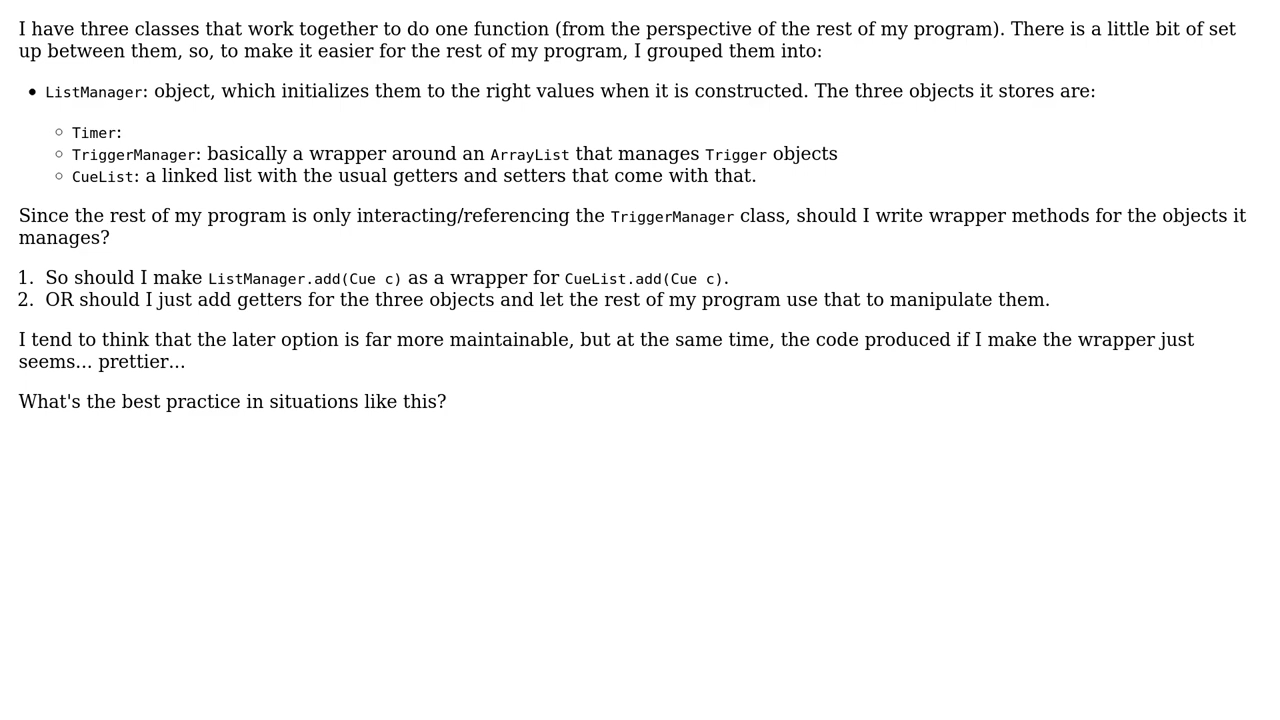 I have three classes that work together to do one function (from the perspective of the rest of my program). There is a little bit of set
up between them, so, to make it easier for the rest of my program, I grouped them into:
• ListManager: object, which initializes them to the right values when it is constructed. The three objects it stores are:
◦ Timer:
◦ TriggerManager: basically a wrapper around an ArrayList that manages Trigger objects
◦ CueList: a linked list with the usual getters and setters that come with that.
Since the rest of my program is only interacting/referencing the TriggerManager class, should I write wrapper methods for the objects it
manages?
1. So should I make ListManager.add(Cue c) as a wrapper for CueList.add(Cue c).
2. OR should I just add getters for the three objects and let the rest of my program use that to manipulate them.
I tend to think that the later option is far more maintainable, but at the same time, the code produced if I make the wrapper just
seems... prettier...
What's the best practice in situations like this?